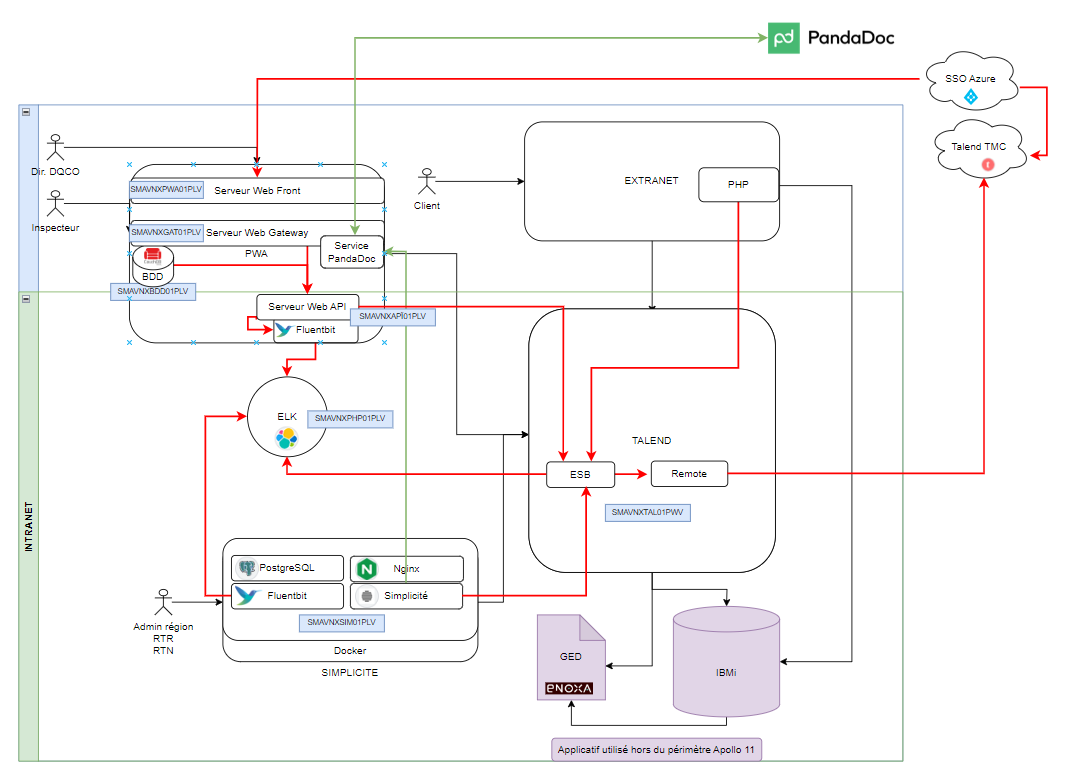 pd PandaDoc
SSO Azure
Talend TMC
Dir. DQCO
SMAVNXPWA01PLV
Serveur Web Front
EXTRANET
PHP
Client
Inspecteur
SMAVNXGAT01PLV
Serveur Web Gateway
Service
PandaDoc
PWA
BDD
SMAVNXBDD01PLV
Serveur Web API
SMAVNXAPI01PLV
Fluentbit
ELK
SMAVNXPHP01PLV
TALEND
ESB
Remote
SMAVNXTAL01PWV
INTRANET
PostgreSQL
Nginx
Fluentbit
Simplicité
SMAVNXSIM01PLV
Docker
SIMPLICITE
Admin région
RTR
RTN
GED
ENOXA
IBMi
Applicatif utilisé hors du périmètre Apollo 11